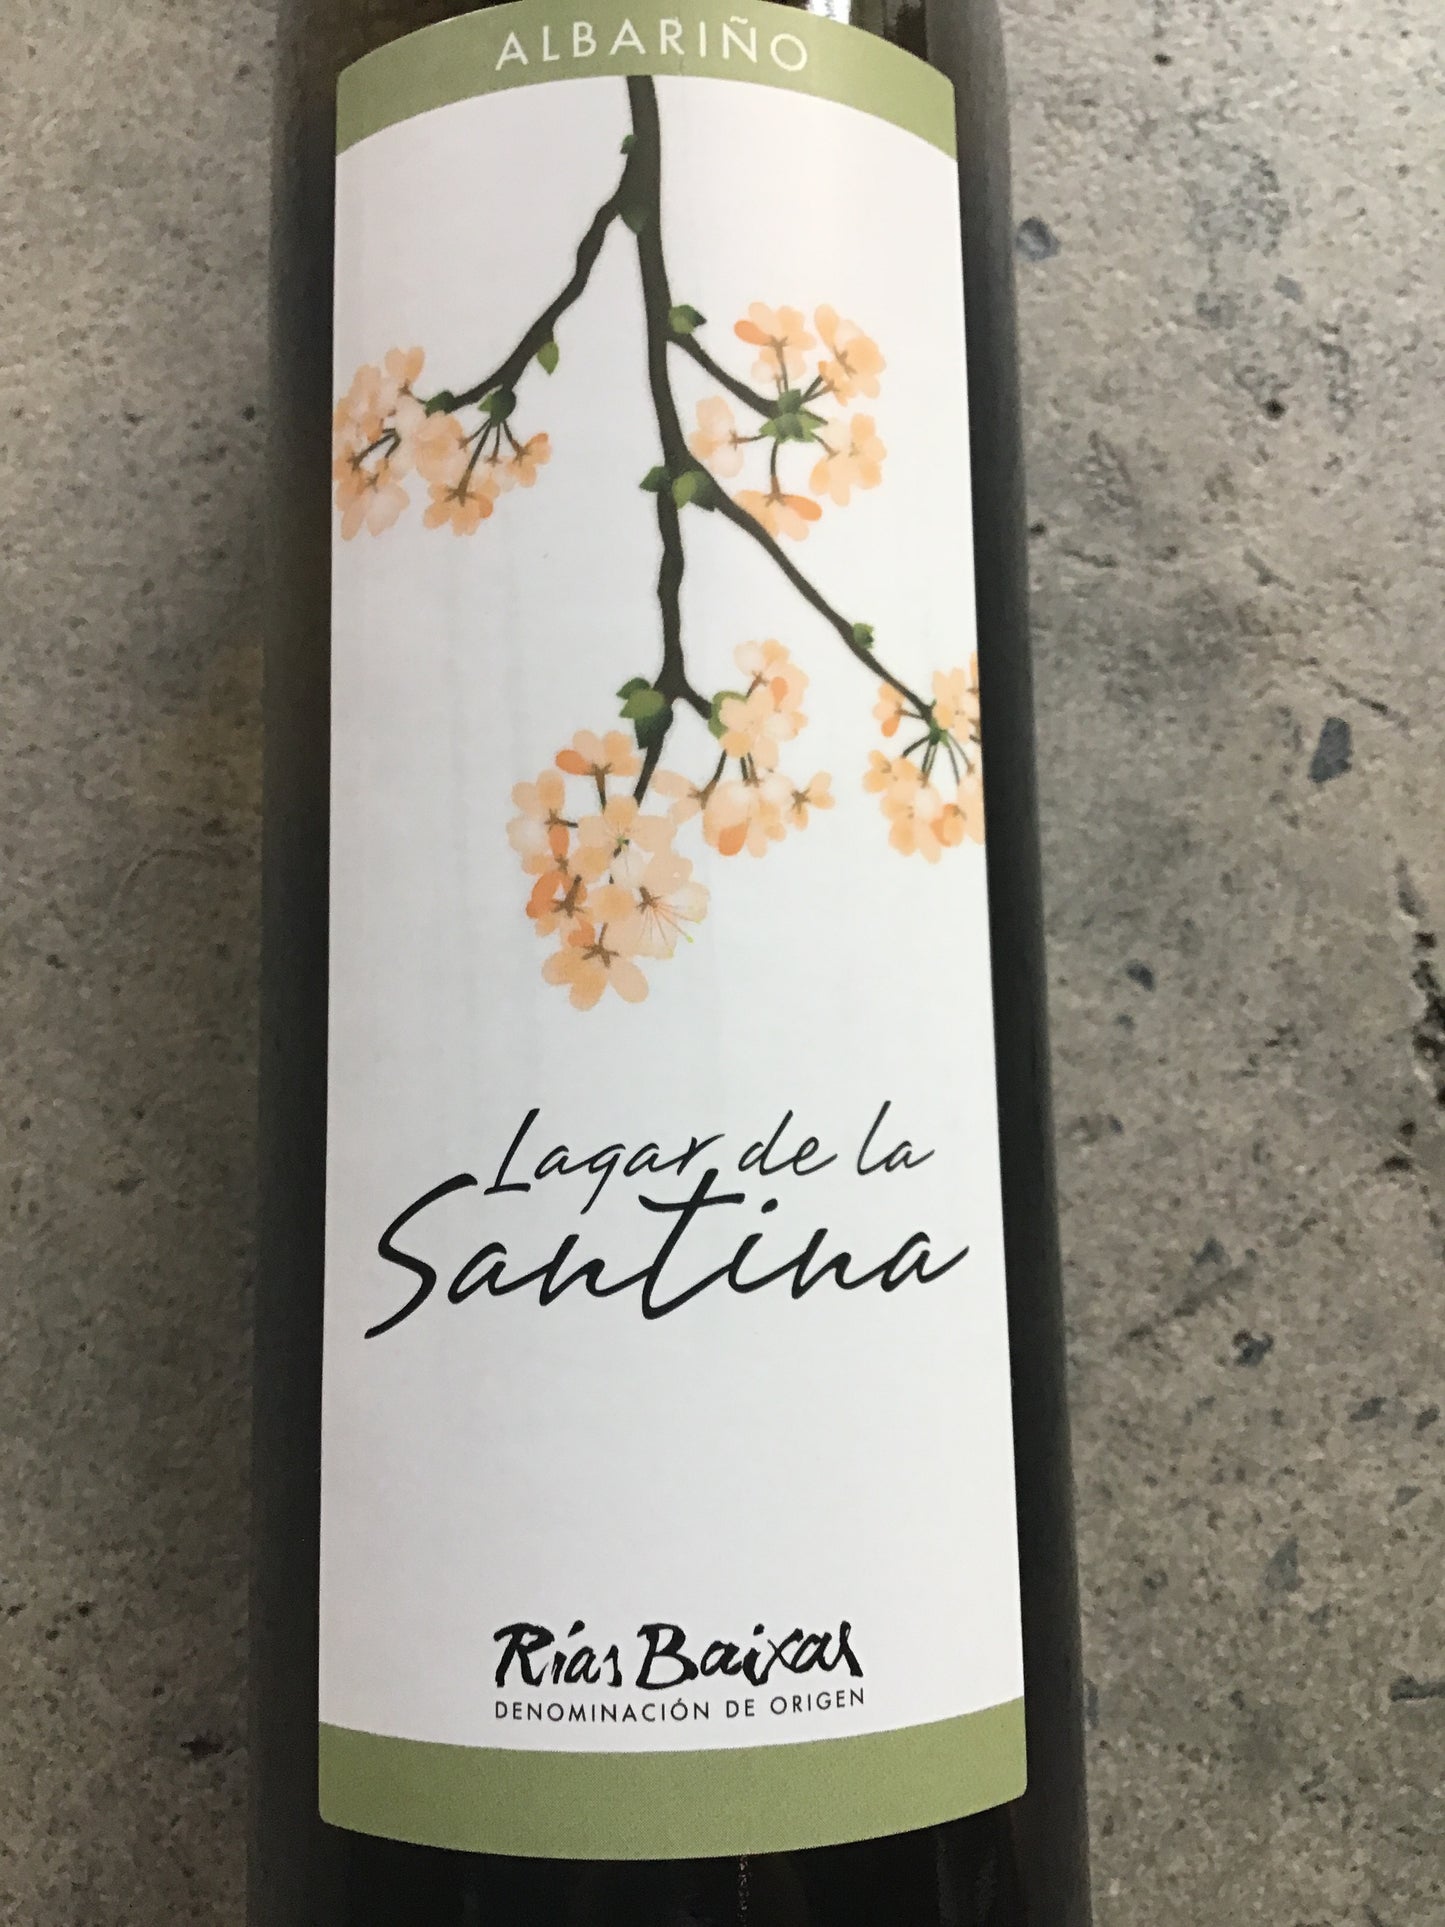 ALBARIÑO
Lagar de la
Santina
Rías Baixas
DENOMINACIÓN DE ORIGEN